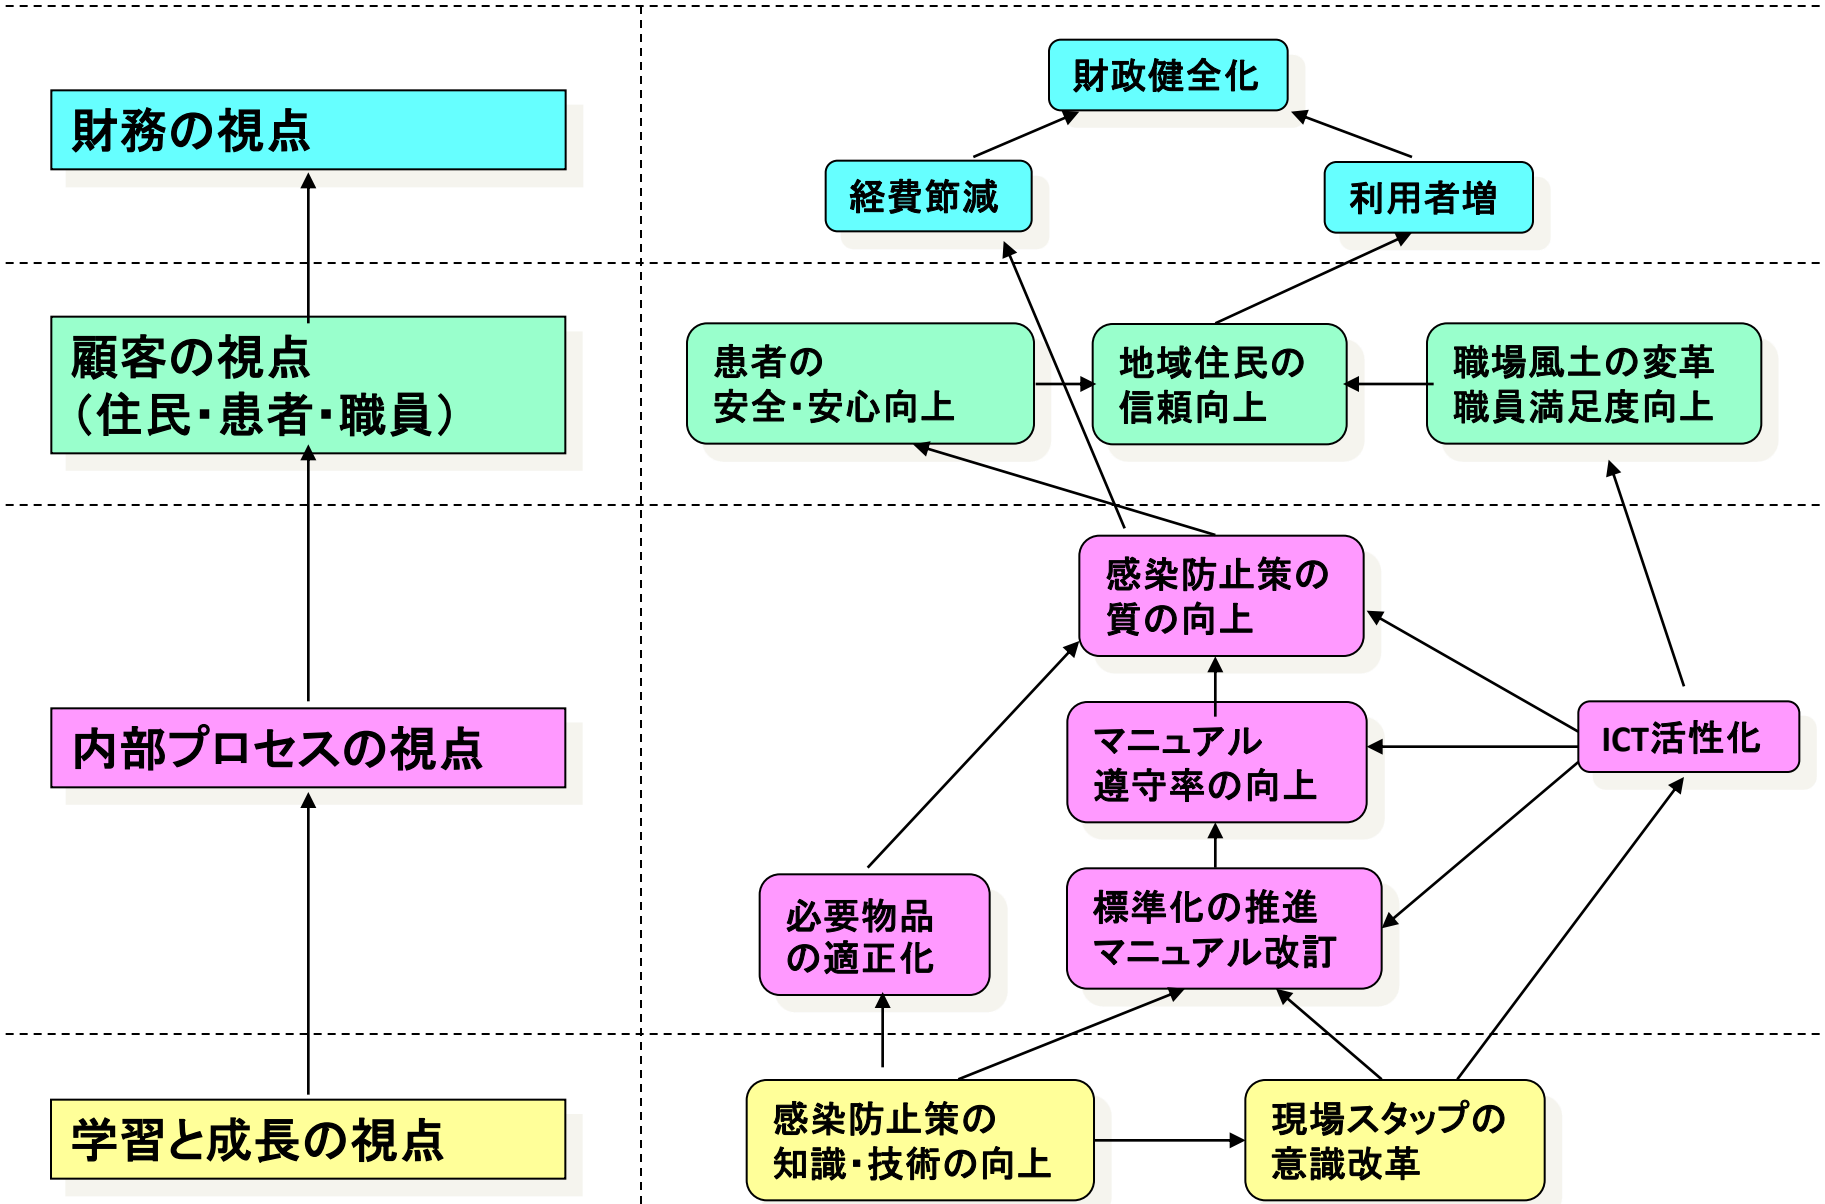 財務の視点
財政健全化
経費節減
利用者増
顧客の視点
（住民・患者・職員）
患者の
安全・安心向上
地域住民の
信頼向上
職場風土の変革
職員満足度向上
内部プロセスの視点
感染防止策の
質の向上
マニュアル
遵守率の向上
ICT活性化
必要物品
の適正化
標準化の推進
マニュアル改訂
学習と成長の視点
感染防止策の
知識・技術の向上
現場スタップの
意識改革